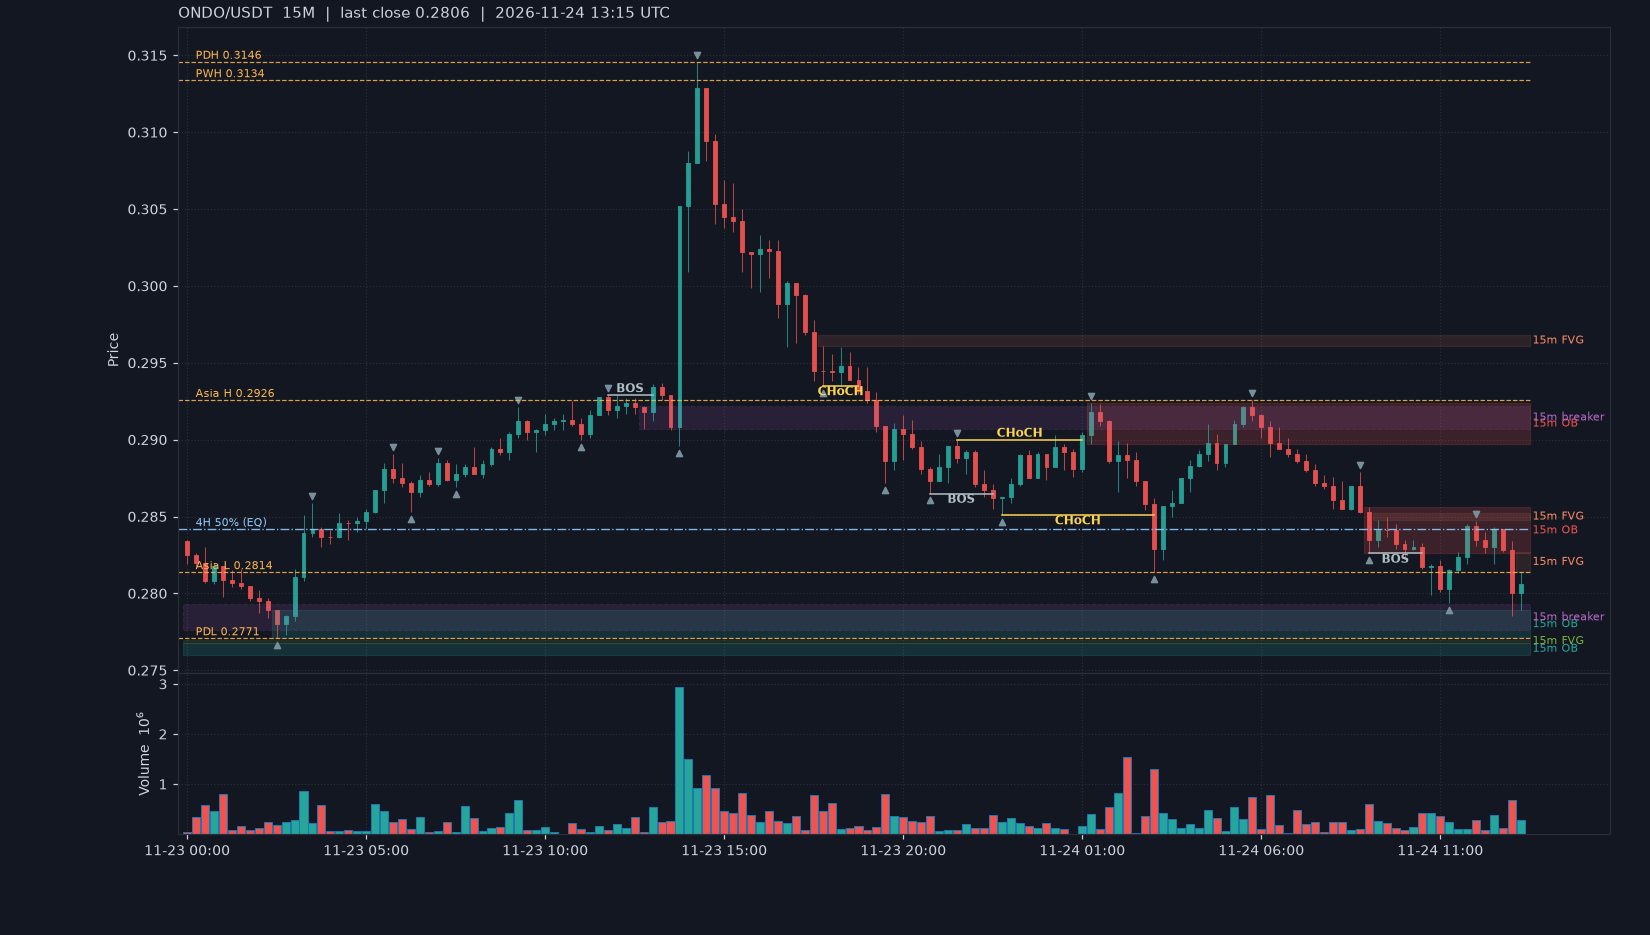 ONDO/USDT  15M  |  last close 0.2806  |  2026-11-24 13:15 UTC
0.315
0.310
0.305
0.300
0.295
0.290
0.285
0.280
0.275
Price
PDH 0.3146
PWH 0.3134
Asia H 0.2926
4H 50% (EQ)
Asia L 0.2814
PDL 0.2771
BOS
CHoCH
BOS
CHoCH
CHoCH
BOS
15m FVG
15m breaker
15m OB
15m FVG
15m OB
15m FVG
15m breaker
15m OB
15m FVG
15m OB
3
2
1
Volume 10⁶
11-23 00:00
11-23 05:00
11-23 10:00
11-23 15:00
11-23 20:00
11-24 01:00
11-24 06:00
11-24 11:00